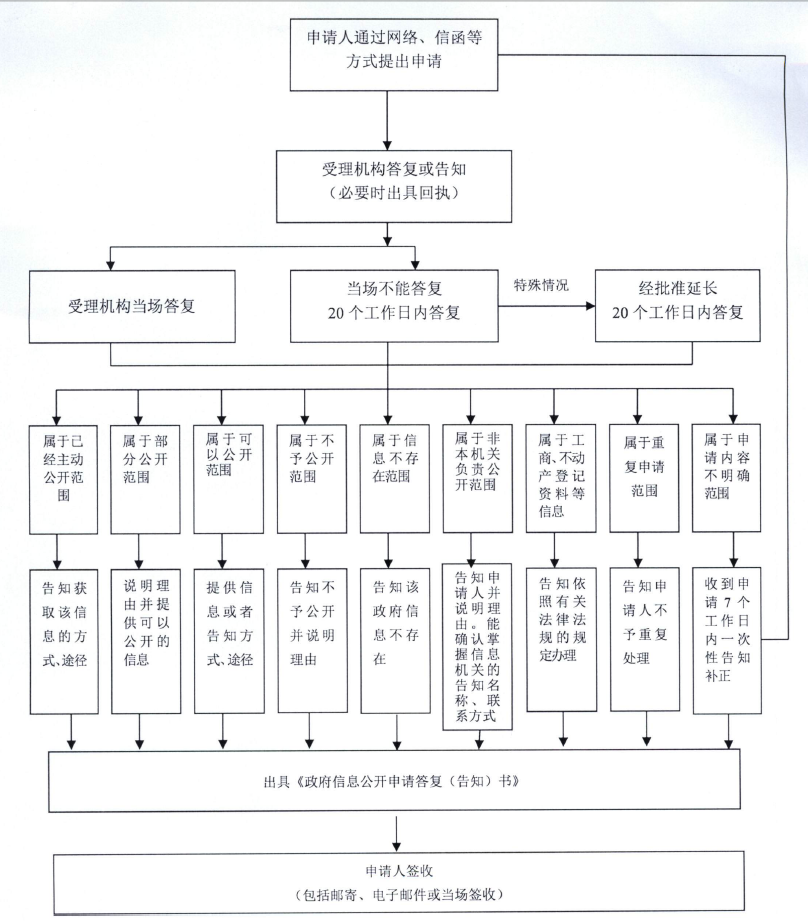 申请人通过网络、信函等
方式提出申请
受理机构答复或告知
（必要时出具回执）
受理机构当场答复
当场不能答复
20 个工作日内答复
特殊情况
经批准延长
20 个工作日内答复
属于已
经主动
公开范
围
属于部
分公开
范围
属于可
以公开
范围
属于不
予公开
范围
属于信
息不存
在范围
属于非
本机关
负责公
开范围
属于工
商、不动
产登记
资料等
信息
属于重
复申请
范围
属于申
请内容
不明确
范围
告知获
取该信
息的方
式、途径
说明理
由并提
供可以
公开的
信息
提供信
息或者
告知方
式、途径
告知不
予公开
并说明
理由
告知该
政府信
息不存
在
告知申
请人并
说明理
由。能
确认掌
握信息
机关的
告知名
称、联
系方式
告知依
照有关
法律法
规的规
定办理
告知申
请人不
予重复
处理
收到申
请 7 个
工作日
内一次
性告知
补正
出具《政府信息公开申请答复（告知）书》
申请人签收
（包括邮寄、电子邮件或当场签收）